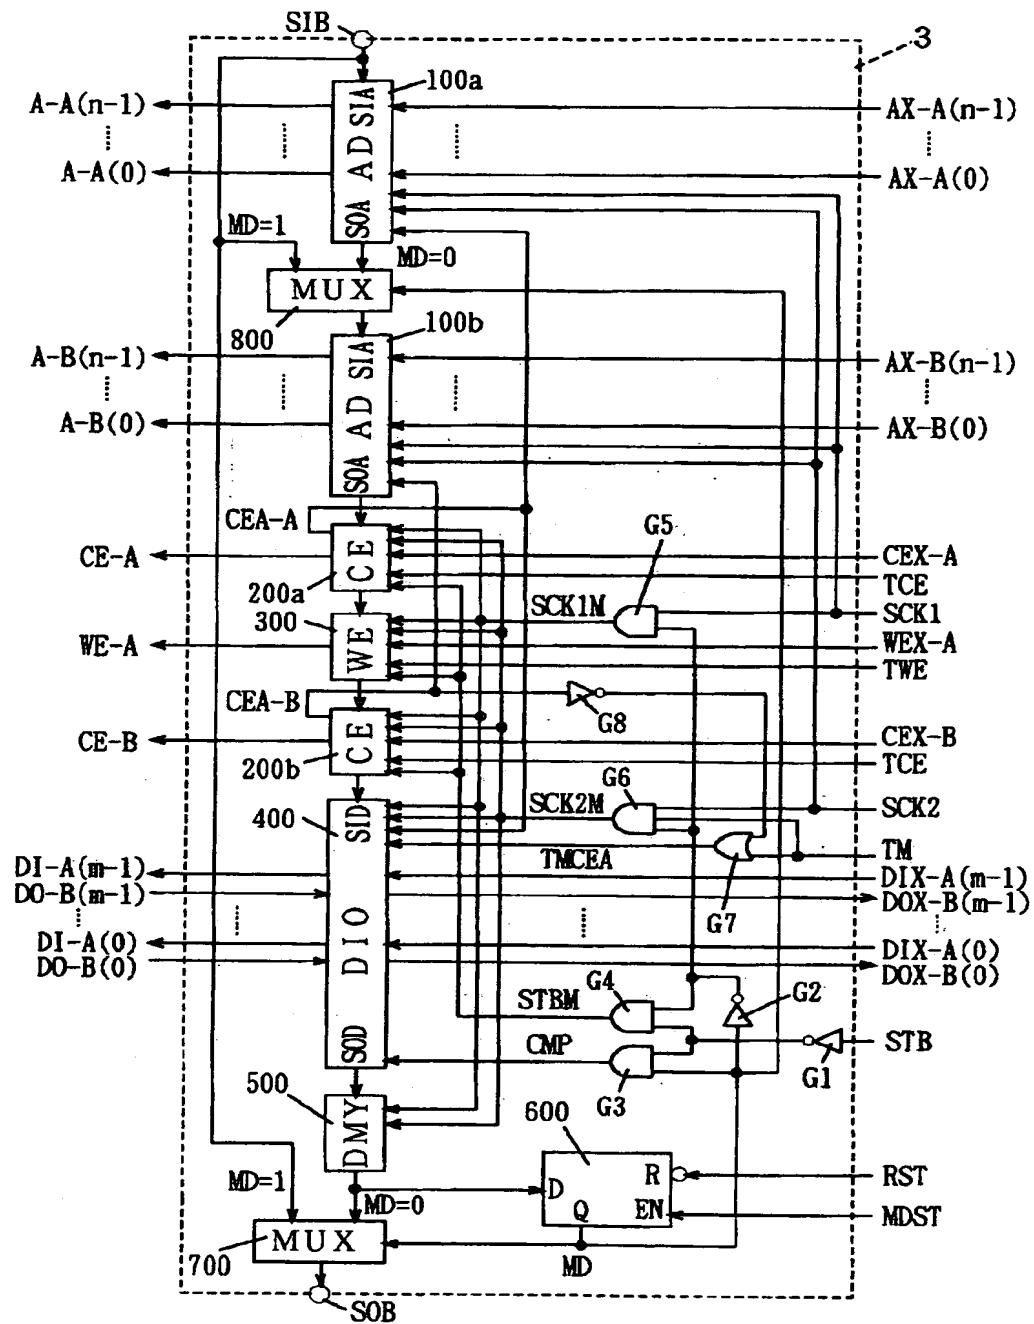 SIB
3
100a
A-A(n-1)
SIA
AX-A(n-1)
AD
A-A(0)
AX-A(0)
SOA
MD=1
MD=0
MUX
800
100b
A-B(n-1)
SIA
AX-B(n-1)
AD
A-B(0)
AX-B(0)
SOA
CEA-A
G5
CE-A
CE
CEX-A
200a
TCE
SCK1M
SCK1
300
WE-A
WE
WEX-A
TWE
CEA-B
G8
CE-B
CE
CEX-B
200b
TCE
G6
SCK2M
SCK2
400
SID
TMCEA
TM
G7
DI-A(m-1)
DIX-A(m-1)
DO-B(m-1)
DOX-B(m-1)
DIO
DI-A(0)
DIX-A(0)
DO-B(0)
DOX-B(0)
G4
G2
STBM
SOD
CMP
STB
G1
G3
500
DMY
600
R
RST
MD=1
MD=0
D
Q
EN
MDST
MUX
700
MD
SOB